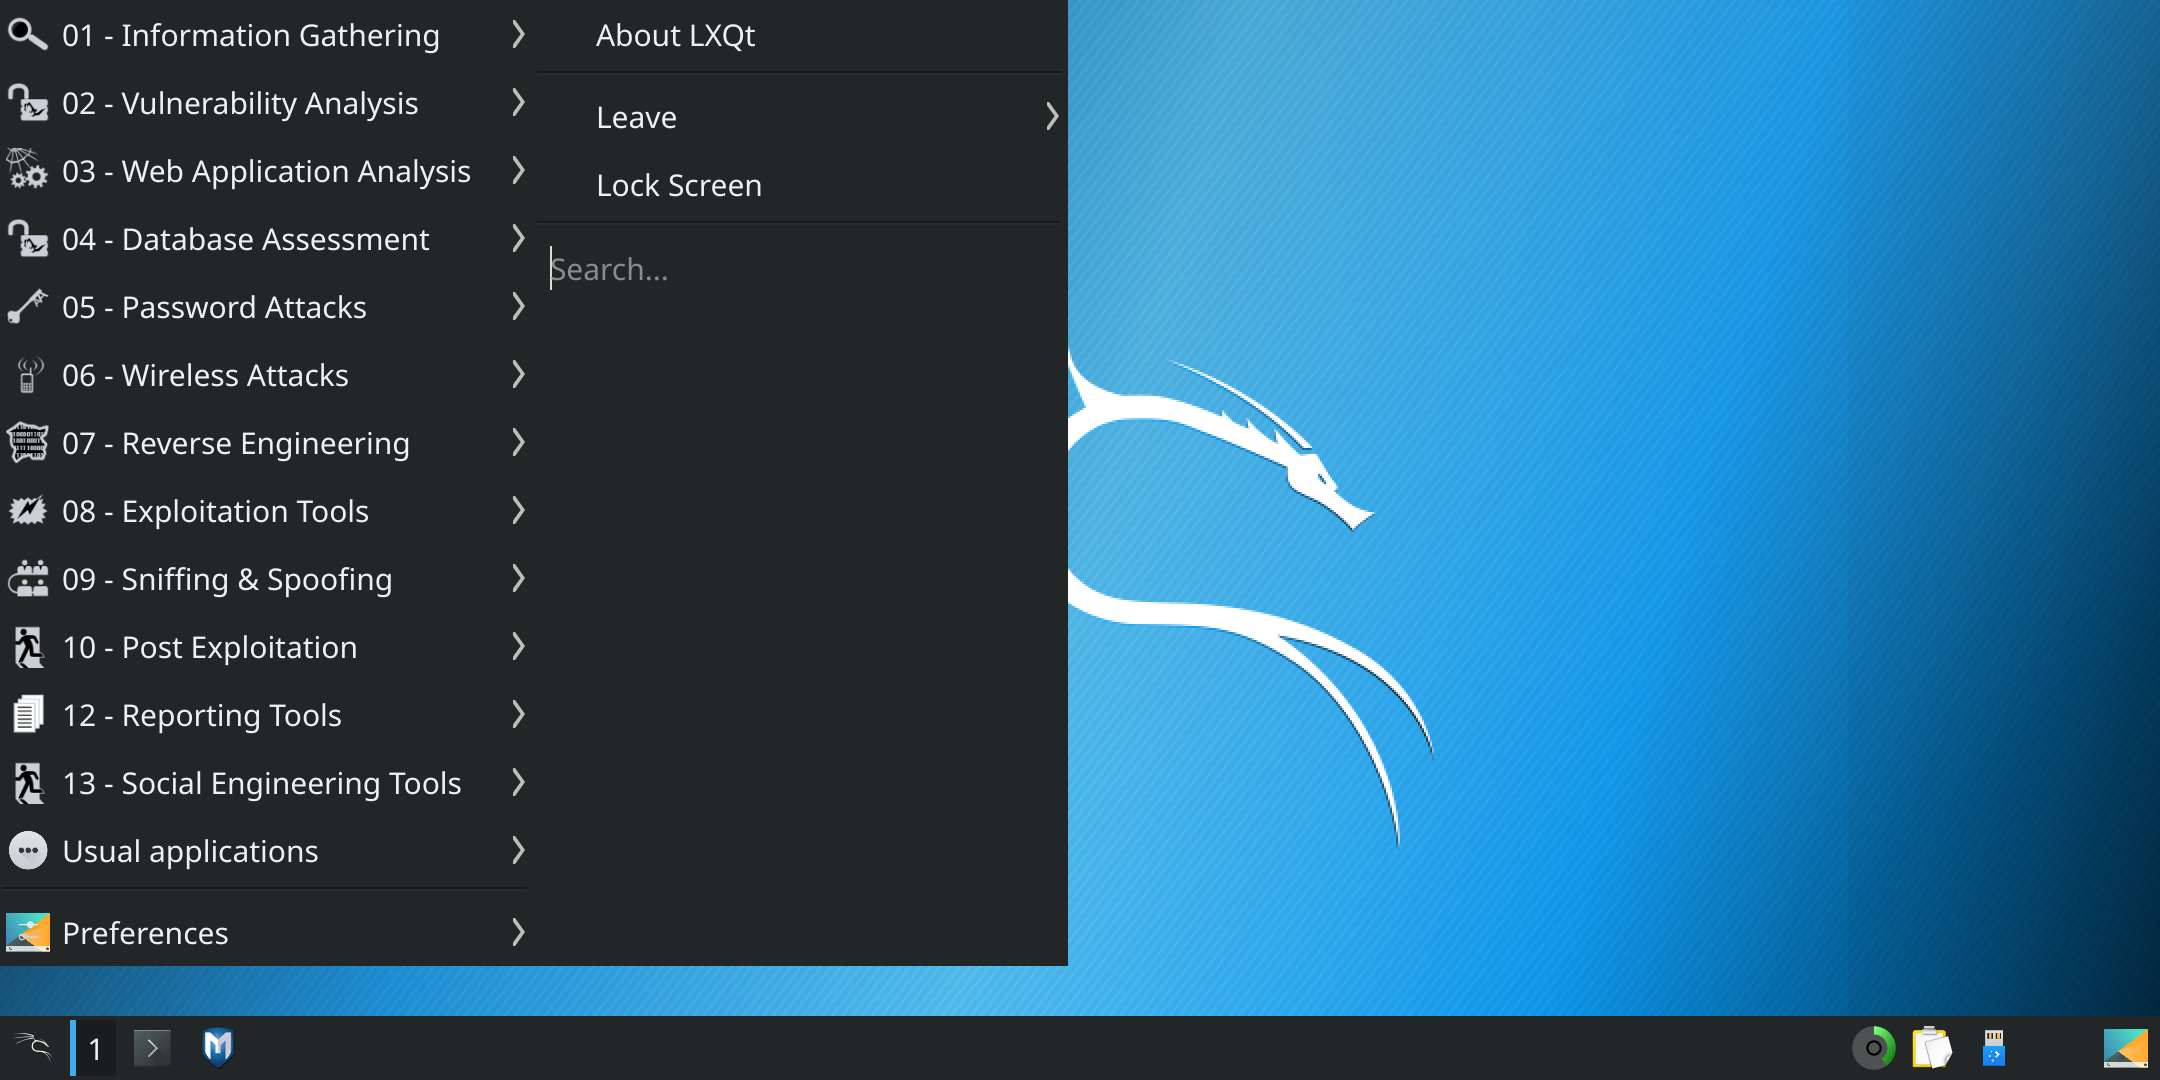 01 - Information Gathering
02 - Vulnerability Analysis
03 - Web Application Analysis
04 - Database Assessment
05 - Password Attacks
06 - Wireless Attacks
07 - Reverse Engineering
08 - Exploitation Tools
09 - Sniffing & Spoofing
10 - Post Exploitation
12 - Reporting Tools
13 - Social Engineering Tools
Usual applications
Preferences
About LXQt
Leave
Lock Screen
Search...
1